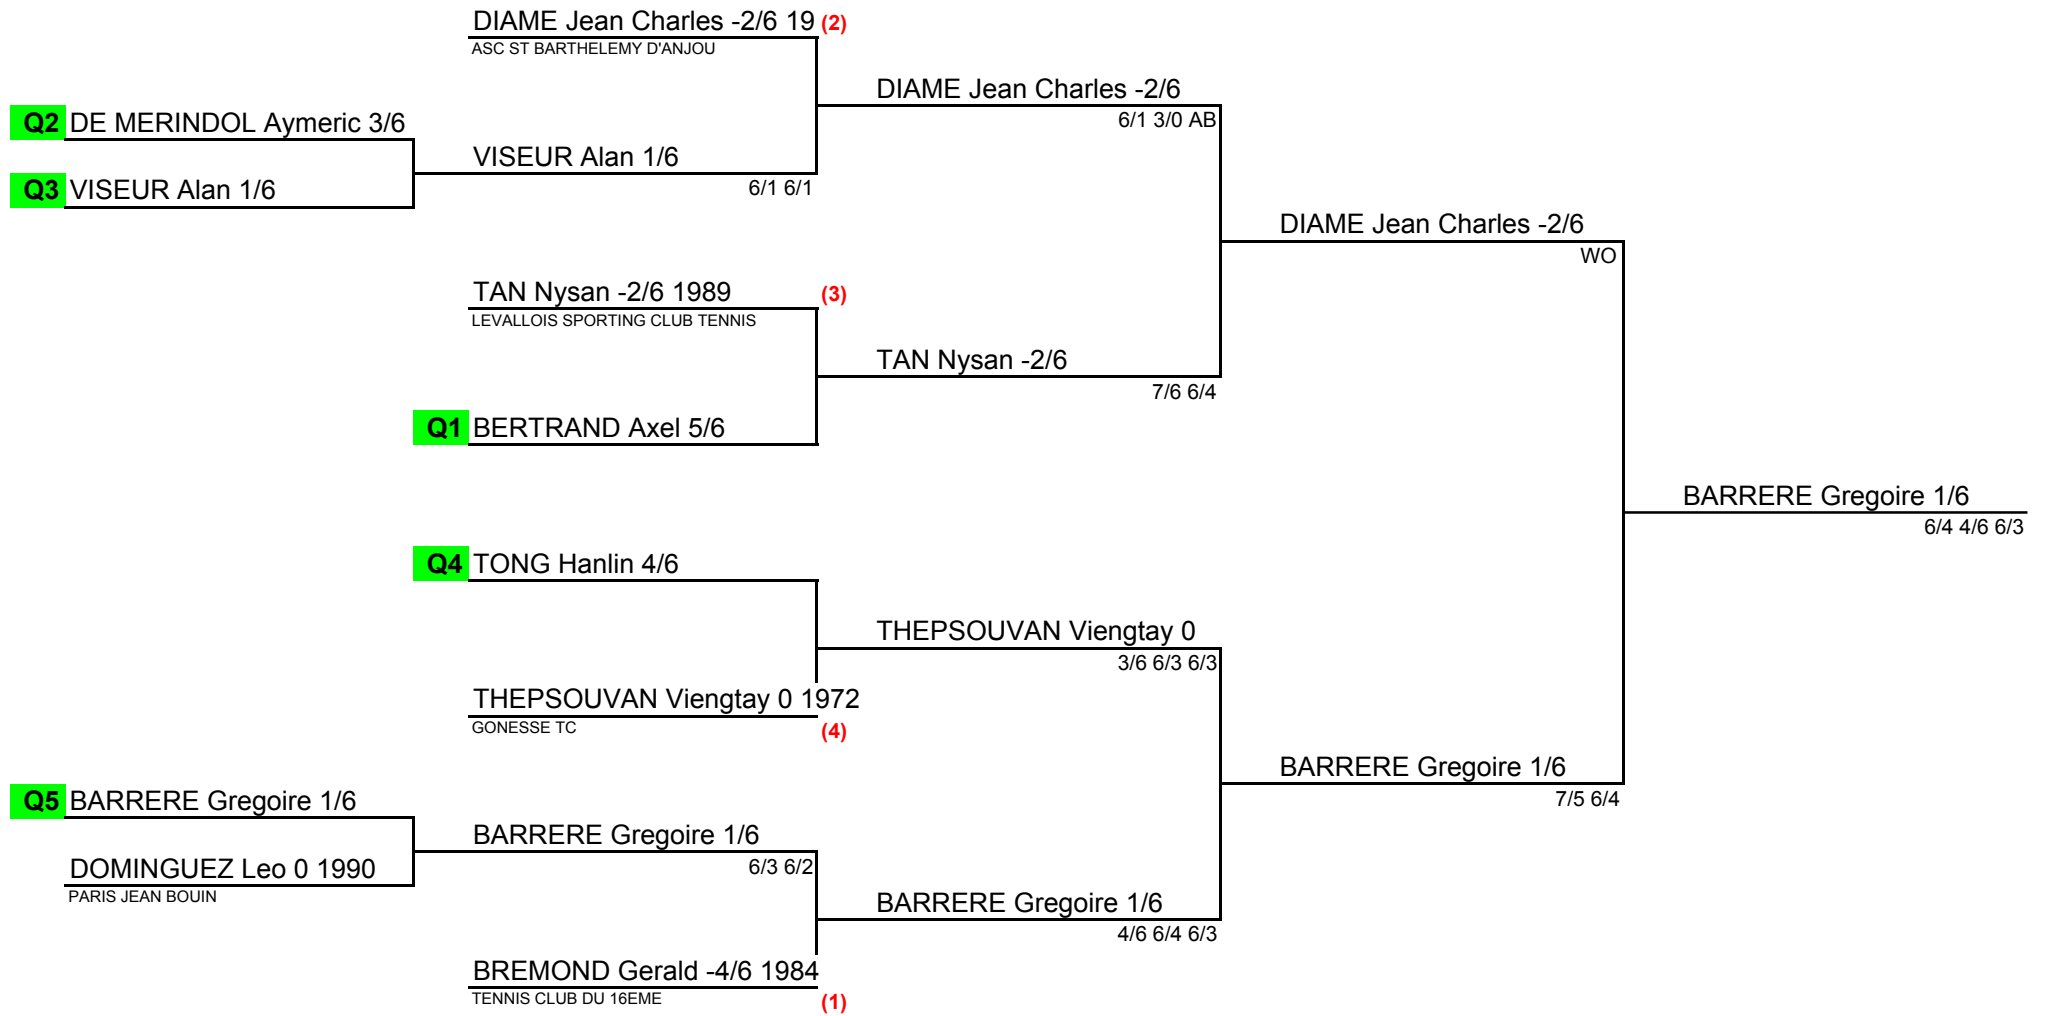 DIAME Jean Charles -2/6 19 (2)
ASC ST BARTHELEMY D'ANJOU
DIAME Jean Charles -2/6
6/1 3/0 AB
Q2 DE MERINDOL Aymeric 3/6
VISEUR Alan 1/6
6/1 6/1
Q3 VISEUR Alan 1/6
DIAME Jean Charles -2/6
WO
TAN Nysan -2/6 1989 (3)
LEVALLOIS SPORTING CLUB TENNIS
TAN Nysan -2/6
7/6 6/4
Q1 BERTRAND Axel 5/6
BARRERE Gregoire 1/6
6/4 4/6 6/3
Q4 TONG Hanlin 4/6
THEPSOUVAN Viengtay 0
3/6 6/3 6/3
THEPSOUVAN Viengtay 0 1972
GONESSE TC (4)
BARRERE Gregoire 1/6
7/5 6/4
Q5 BARRERE Gregoire 1/6
BARRERE Gregoire 1/6
6/3 6/2
DOMINGUEZ Leo 0 1990
PARIS JEAN BOUIN
BARRERE Gregoire 1/6
4/6 6/4 6/3
BREMOND Gerald -4/6 1984
TENNIS CLUB DU 16EME (1)